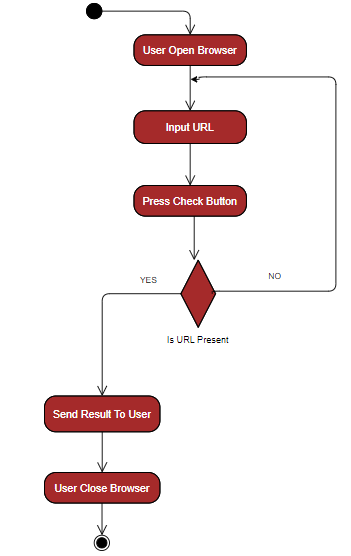 User Open Browser
Input URL
Press Check Button
YES
NO
Is URL Present
Send Result To User
User Close Browser